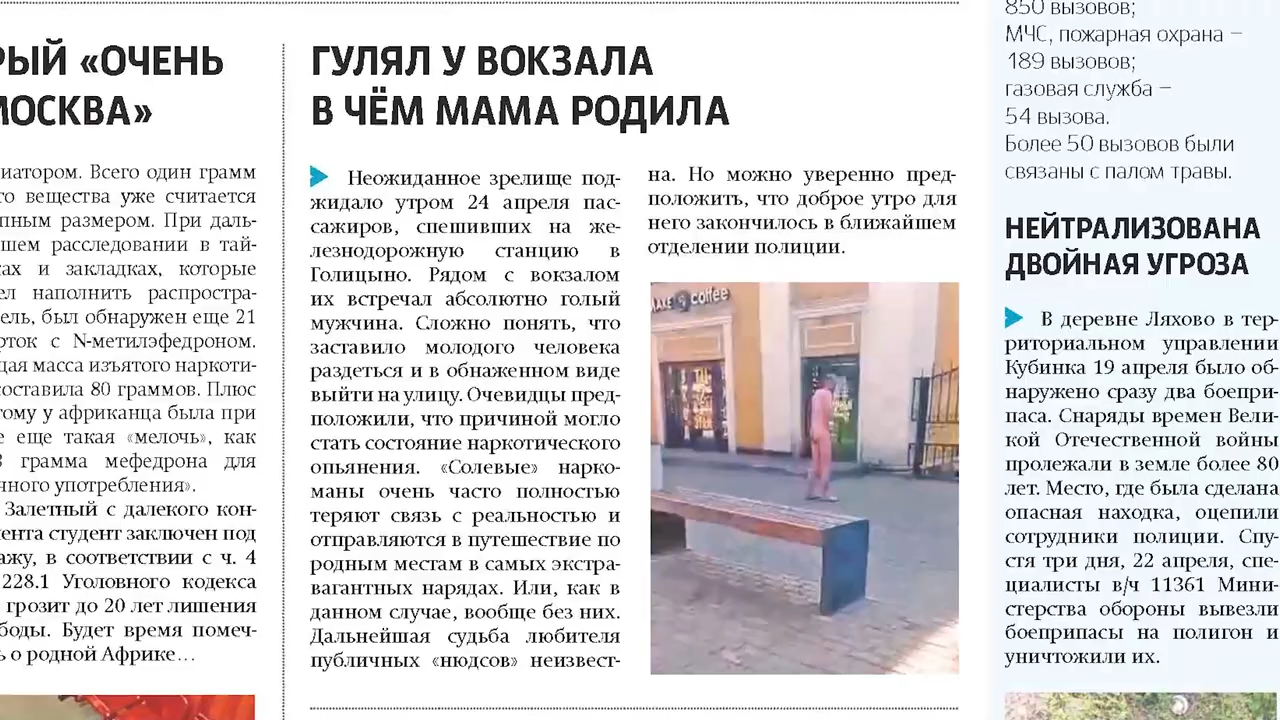 РЫЙ «ОЧЕНЬ
МОСКВА»
иатором. Всего один грамм
го вещества уже считается
пным размером. При даль-
шем расследовании в тай-
ах и закладках, которые
ел наполнить распростра-
ель, был обнаружен еще 21
рток с N-метилэфедроном.
щая масса изъятого наркоти-
составила 80 граммов. Плюс
тому у африканца была при
е еще такая «мелочь», как
3 грамма мефедрона для
чного употребления».
Залетный с далекого кон-
нента студент заключен под
ажу, в соответствии с ч. 4
228.1 Уголовного кодекса
грозит до 20 лет лишения
боды. Будет время помеч-
ь о родной Африке...
ГУЛЯЛ У ВОКЗАЛА
В ЧЁМ МАМА РОДИЛА
Неожиданное зрелище под-
жидало утром 24 апреля пас-
сажиров, спешивших на же-
лезнодорожную станцию в
Голицыно. Рядом с вокзалом
их встречал абсолютно голый
мужчина. Сложно понять, что
заставило молодого человека
раздеться и в обнаженном виде
выйти на улицу. Очевидцы пред-
положили, что причиной могло
стать состояние наркотического
опьянения. «Солевые» нарко-
маны очень часто полностью
теряют связь с реальностью и
отправляются в путешествие по
родным местам в самых экстра-
вагантных нарядах. Или, как в
данном случае, вообще без них.
Дальнейшая судьба любителя
публичных «нюдсов» неизвест-
на. Но можно уверенно пред-
положить, что доброе утро для
него закончилось в ближайшем
отделении полиции.
coffee
850 вызовов;
МЧС, пожарная охрана –
189 вызовов;
газовая служба –
54 вызова.
Более 50 вызовов были
связаны с палом травы.
НЕЙТРАЛИЗОВАНА
ДВОЙНАЯ УГРОЗА
В деревне Ляхово в тер-
риториальном управлении
Кубинка 19 апреля было об-
наружено сразу два боепри-
паса. Снаряды времен Вели-
кой Отечественной войны
пролежали в земле более 80
лет. Место, где была сделана
опасная находка, оцепили
сотрудники полиции. Спу-
стя три дня, 22 апреля, спе-
циалисты в/ч 11361 Мини-
стерства обороны вывезли
боеприпасы на полигон и
уничтожили их.